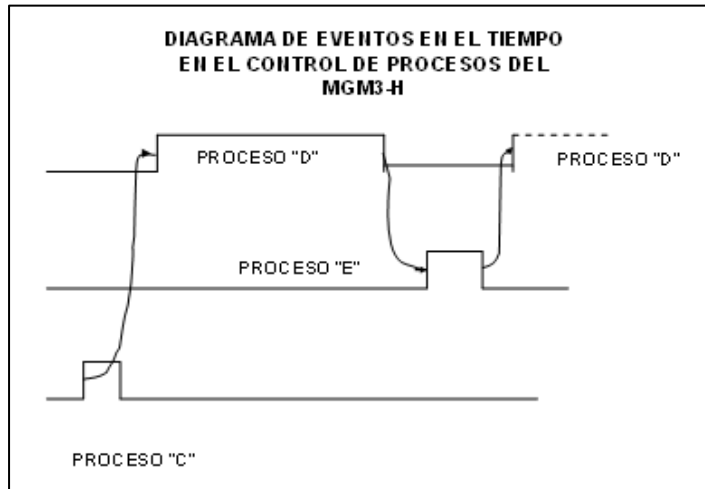 DIAGRAMA DE EVENTOS EN EL TIEMPO
EN EL CONTROL DE PROCESOS DEL
MGM3-H
PROCESO "D"
PROCESO "D"
PROCESO "E"
PROCESO "C"